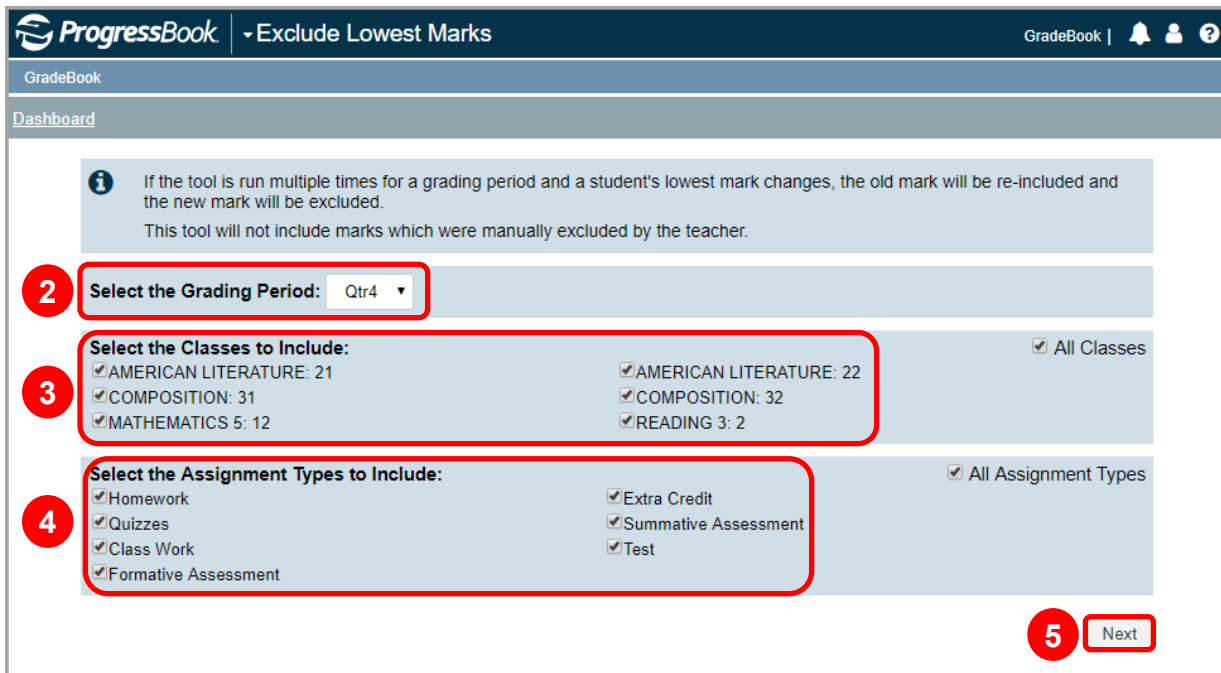 ProgressBook. Exclude Lowest Marks GradeBook |
GradeBook
Dashboard
If the tool is run multiple times for a grading period and a student's lowest mark changes, the old mark will be re-included and
the new mark will be excluded.
This tool will not include marks which were manually excluded by the teacher.
2 Select the Grading Period: Qtr4
Select the Classes to Include: All Classes
AMERICAN LITERATURE: 21 AMERICAN LITERATURE: 22
3 COMPOSITION: 31 COMPOSITION: 32
MATHEMATICS 5: 12 READING 3: 2
Select the Assignment Types to Include: All Assignment Types
Homework Extra Credit
4 Quizzes Summative Assessment
Class Work Test
Formative Assessment
5 Next